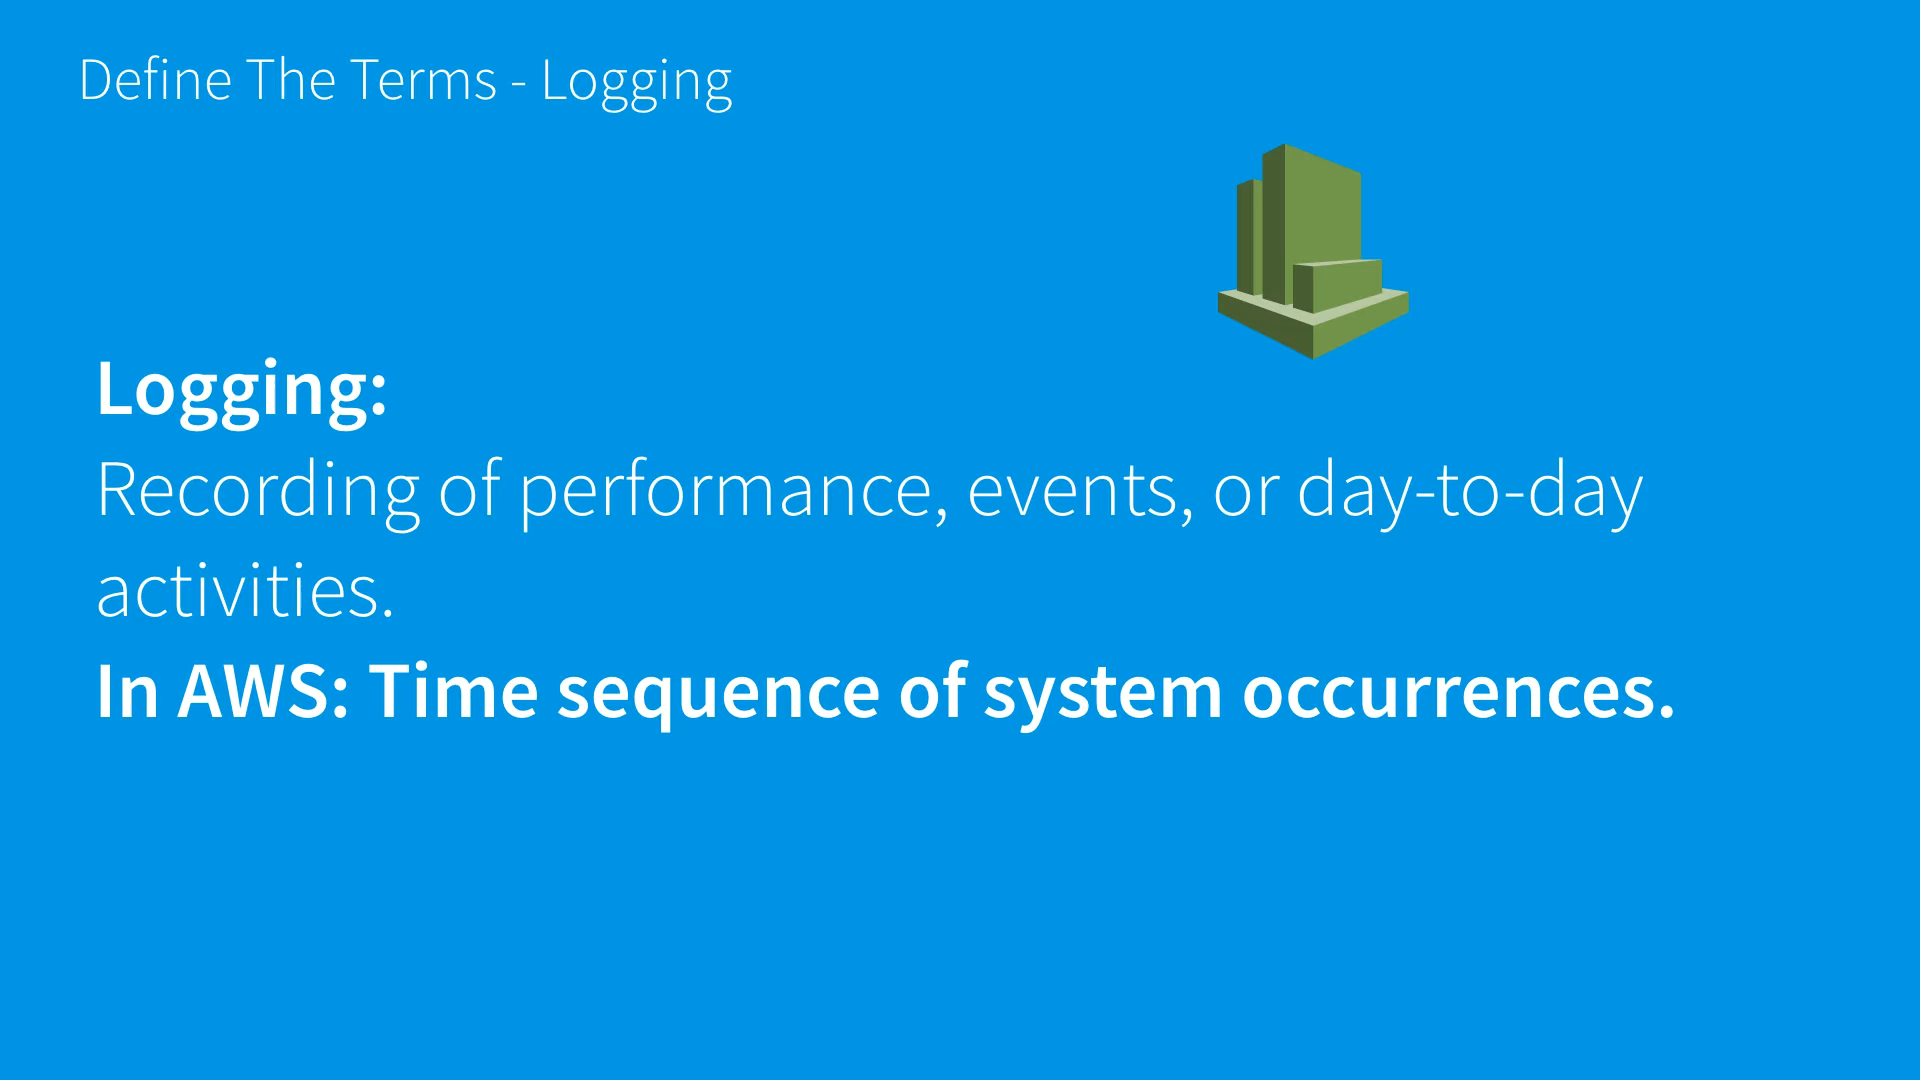 Define The Terms - Logging
Logging:
Recording of performance, events, or day-to-day
activities.
In AWS: Time sequence of system occurrences.